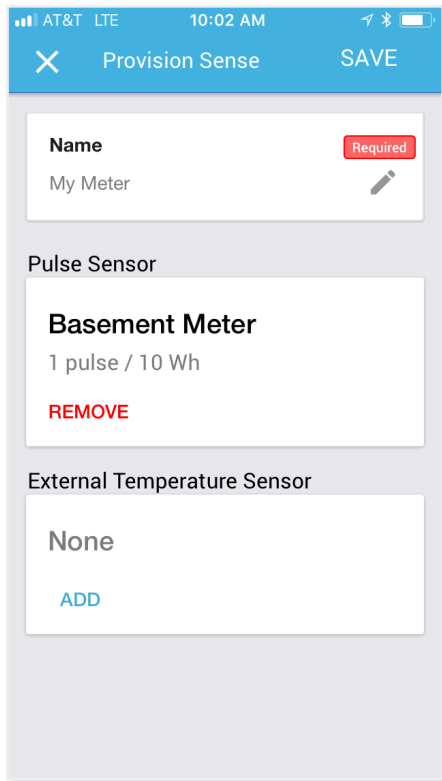 AT&T LTE 10:02 AM
Provision Sense SAVE
Name Required
My Meter
Pulse Sensor
Basement Meter
1 pulse / 10 Wh
REMOVE
External Temperature Sensor
None
ADD